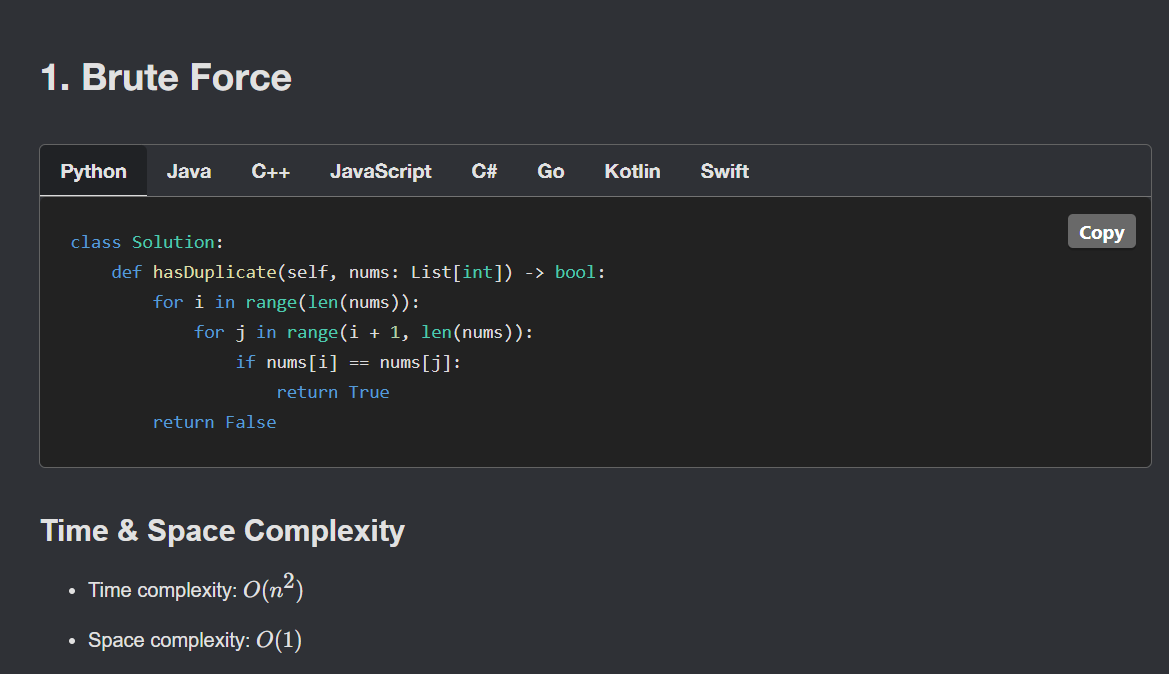 1. Brute Force
Python Java C++ JavaScript C# Go Kotlin Swift
Copy
class Solution:
    def hasDuplicate(self, nums: List[int]) -> bool:
        for i in range(len(nums)):
            for j in range(i + 1, len(nums)):
                if nums[i] == nums[j]:
                    return True
        return False
Time & Space Complexity
• Time complexity: O(n²)
• Space complexity: O(1)